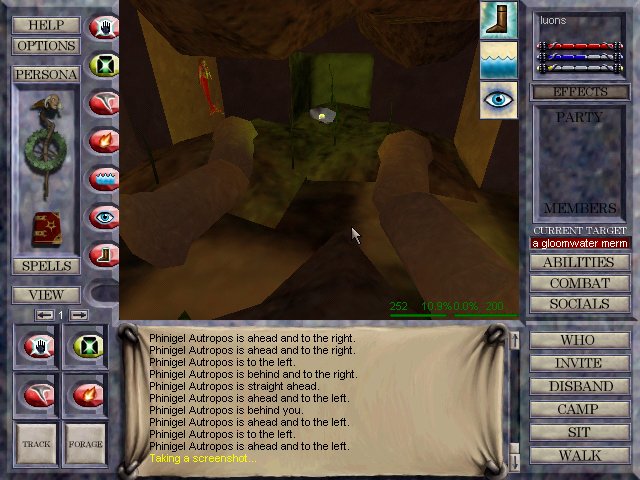 HELP
OPTIONS
PERSONA
SPELLS
VIEW
1
TRACK
FORAGE
252 10.9% 0.0% 200
Phinigel Autropos is ahead and to the right.
Phinigel Autropos is ahead and to the right.
Phinigel Autropos is to the left.
Phinigel Autropos is behind and to the right.
Phinigel Autropos is straight ahead.
Phinigel Autropos is ahead and to the left.
Phinigel Autropos is behind you.
Phinigel Autropos is ahead and to the left.
Phinigel Autropos is to the left.
Phinigel Autropos is ahead and to the left.
Taking a screenshot...
luons
EFFECTS
PARTY
MEMBERS
CURRENT TARGET
a gloomwater merm
ABILITIES
COMBAT
SOCIALS
WHO
INVITE
DISBAND
CAMP
SIT
WALK